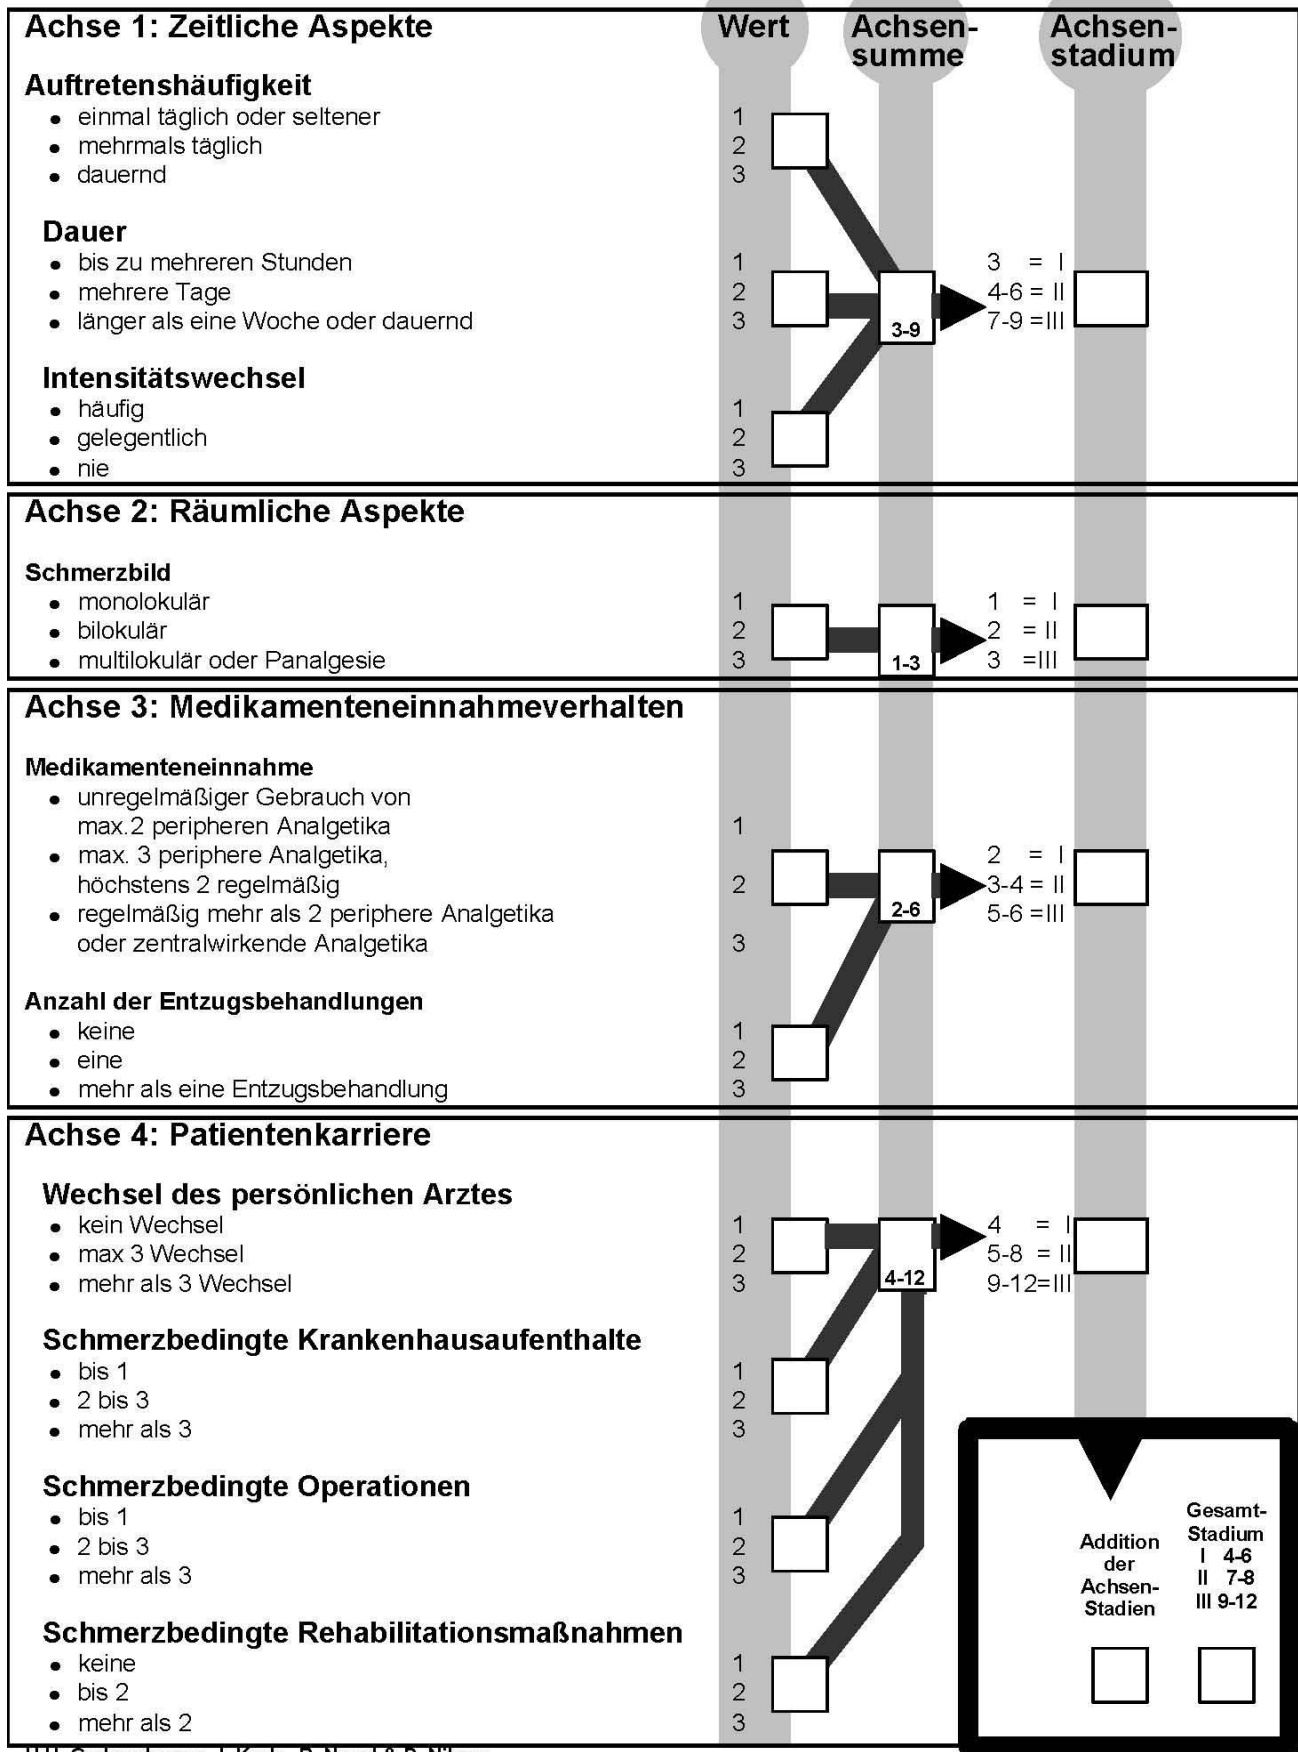 Achse 1: Zeitliche Aspekte Wert Achsen- Achsen-
summe stadium
Auftretenshäufigkeit
• einmal täglich oder seltener 1
• mehrmals täglich 2
• dauernd 3
Dauer
• bis zu mehreren Stunden 1 3 = I
• mehrere Tage 2 4-6 = II
• länger als eine Woche oder dauernd 3 3-9 7-9 =III
Intensitätswechsel
• häufig 1
• gelegentlich 2
• nie 3
Achse 2: Räumliche Aspekte
Schmerzbild
• monolokulär 1 1 = I
• bilokulär 2 2 = II
• multilokulär oder Panalgesie 3 1-3 3 =III
Achse 3: Medikamenteneinnahmeverhalten
Medikamenteneinnahme
• unregelmäßiger Gebrauch von
max.2 peripheren Analgetika 1
• max. 3 periphere Analgetika, 2 = I
höchstens 2 regelmäßig 2 3-4 = II
• regelmäßig mehr als 2 periphere Analgetika 2-6 5-6 =III
oder zentralwirkende Analgetika 3
Anzahl der Entzugsbehandlungen
• keine 1
• eine 2
• mehr als eine Entzugsbehandlung 3
Achse 4: Patientenkarriere
Wechsel des persönlichen Arztes
• kein Wechsel 1 4 = I
• max 3 Wechsel 2 5-8 = II
• mehr als 3 Wechsel 3 4-12 9-12=III
Schmerzbedingte Krankenhausaufenthalte
• bis 1 1
• 2 bis 3 2
• mehr als 3 3
Schmerzbedingte Operationen
• bis 1 1
• 2 bis 3 2
• mehr als 3 3
Schmerzbedingte Rehabilitationsmaßnahmen
• keine 1
• bis 2 2
• mehr als 2 3
Addition
der
Achsen-
Stadien
Gesamt-
Stadium
I 4-6
II 7-8
III 9-12